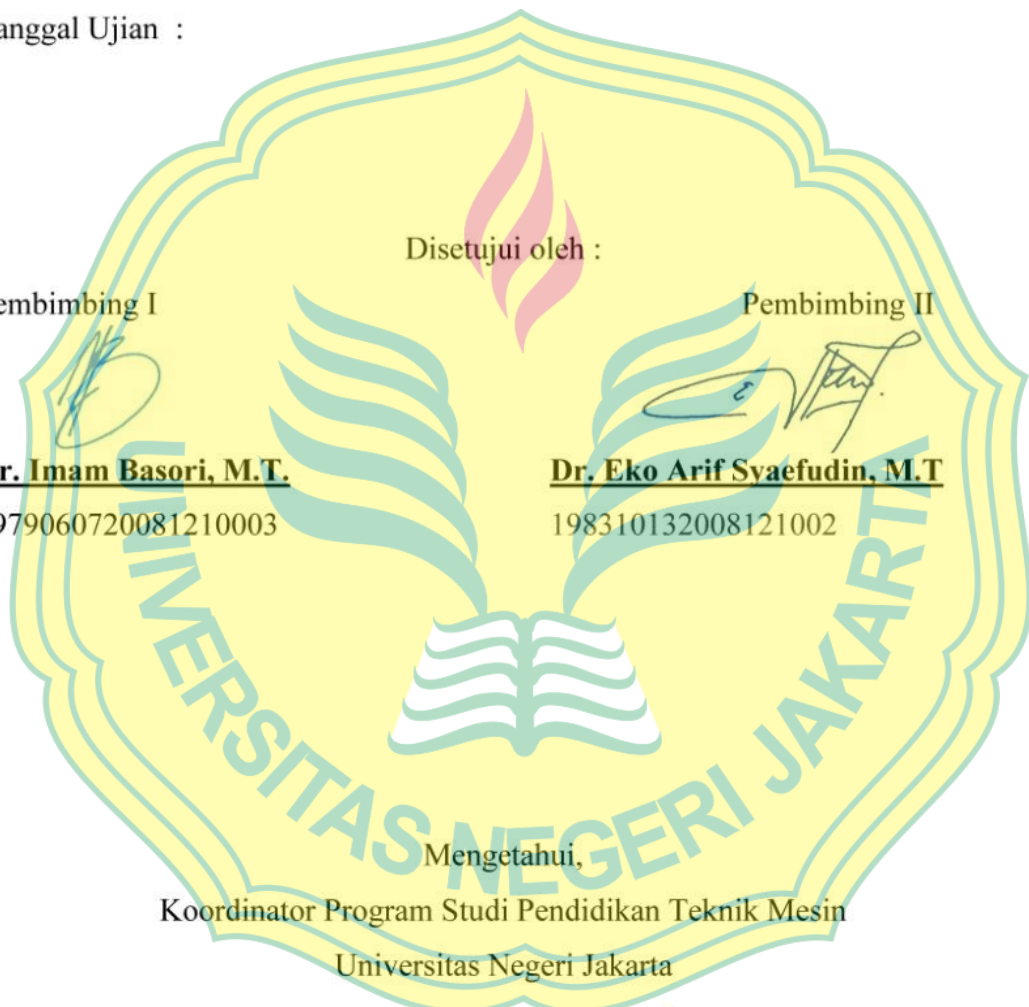 anggal Ujian :
Disetujui oleh :
embimbing I Pembimbing II
r. Imam Basori, M.T. Dr. Eko Arif Syaefudin, M.T
979060720081210003 198310132008121002
UNIVERSITAS NEGERI JAKARTA
Mengetahui,
Koordinator Program Studi Pendidikan Teknik Mesin
Universitas Negeri Jakarta